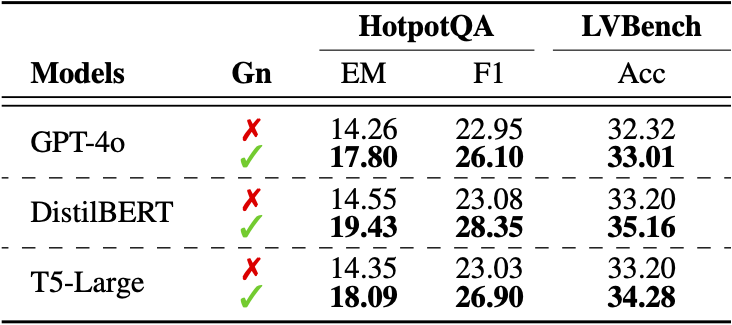 HotpotQA LVBench
Models Gn EM F1 Acc
GPT-4o ✗ 14.26 22.95 32.32
✓ 17.80 26.10 33.01
DistilBERT ✗ 14.55 23.08 33.20
✓ 19.43 28.35 35.16
T5-Large ✗ 14.35 23.03 33.20
✓ 18.09 26.90 34.28